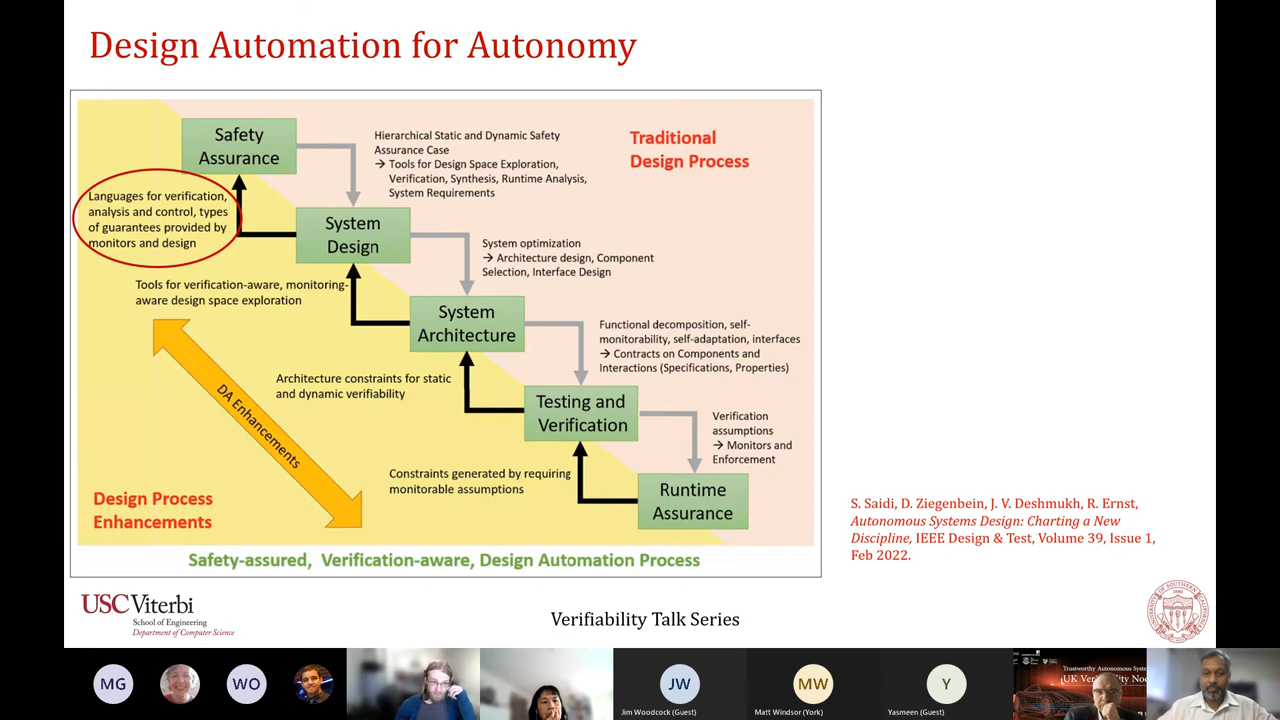 Design Automation for Autonomy
Safety
Assurance
Hierarchical Static and Dynamic Safety
Assurance Case
→ Tools for Design Space Exploration,
Verification, Synthesis, Runtime Analysis,
System Requirements
Traditional
Design Process
Languages for verification,
analysis and control, types
of guarantees provided by
monitors and design
System
Design
System optimization
→ Architecture design, Component
Selection, Interface Design
Tools for verification-aware, monitoring-
aware design space exploration
System
Architecture
Functional decomposition, self-
monitorability, self-adaptation, interfaces
→ Contracts on Components and
Interactions (Specifications, Properties)
Architecture constraints for static
and dynamic verifiability
DA Enhancements
Testing and
Verification
Verification
assumptions
→ Monitors and
Enforcement
Constraints generated by requiring
monitorable assumptions
Runtime
Assurance
Design Process
Enhancements
Safety-assured, Verification-aware, Design Automation Process
S. Saidi, D. Ziegenbein, J. V. Deshmukh, R. Ernst,
Autonomous Systems Design: Charting a New
Discipline, IEEE Design & Test, Volume 39, Issue 1,
Feb 2022.
USC Viterbi
School of Engineering
Department of Computer Science
Verifiability Talk Series
MG
WO
JW
Jim Woodcock (Guest)
MW
Matt Windsor (York)
Y
Yasmeen (Guest)
Trustworthy Autonomous Syste
UK Verifiability Nod